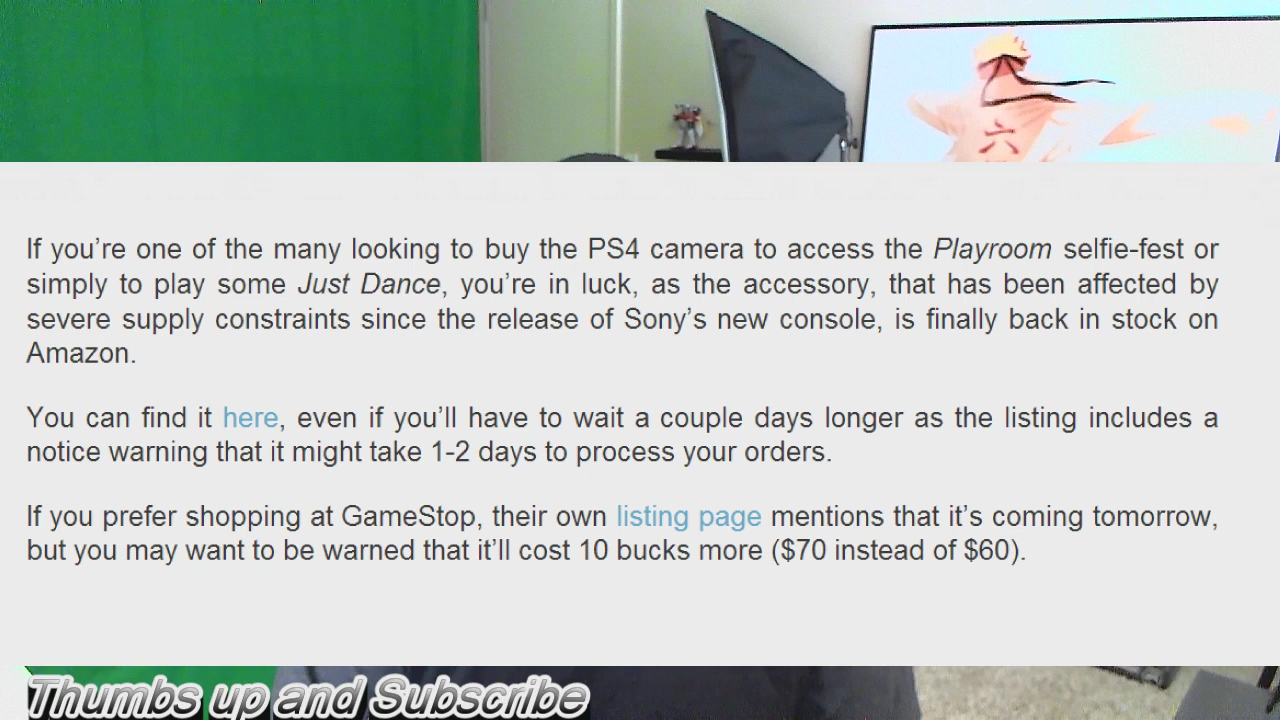 六
If you’re one of the many looking to buy the PS4 camera to access the Playroom selfie-fest or
simply to play some Just Dance, you’re in luck, as the accessory, that has been affected by
severe supply constraints since the release of Sony’s new console, is finally back in stock on
Amazon.
You can find it here, even if you’ll have to wait a couple days longer as the listing includes a
notice warning that it might take 1-2 days to process your orders.
If you prefer shopping at GameStop, their own listing page mentions that it’s coming tomorrow,
but you may want to be warned that it’ll cost 10 bucks more ($70 instead of $60).
Thumbs up and Subscribe